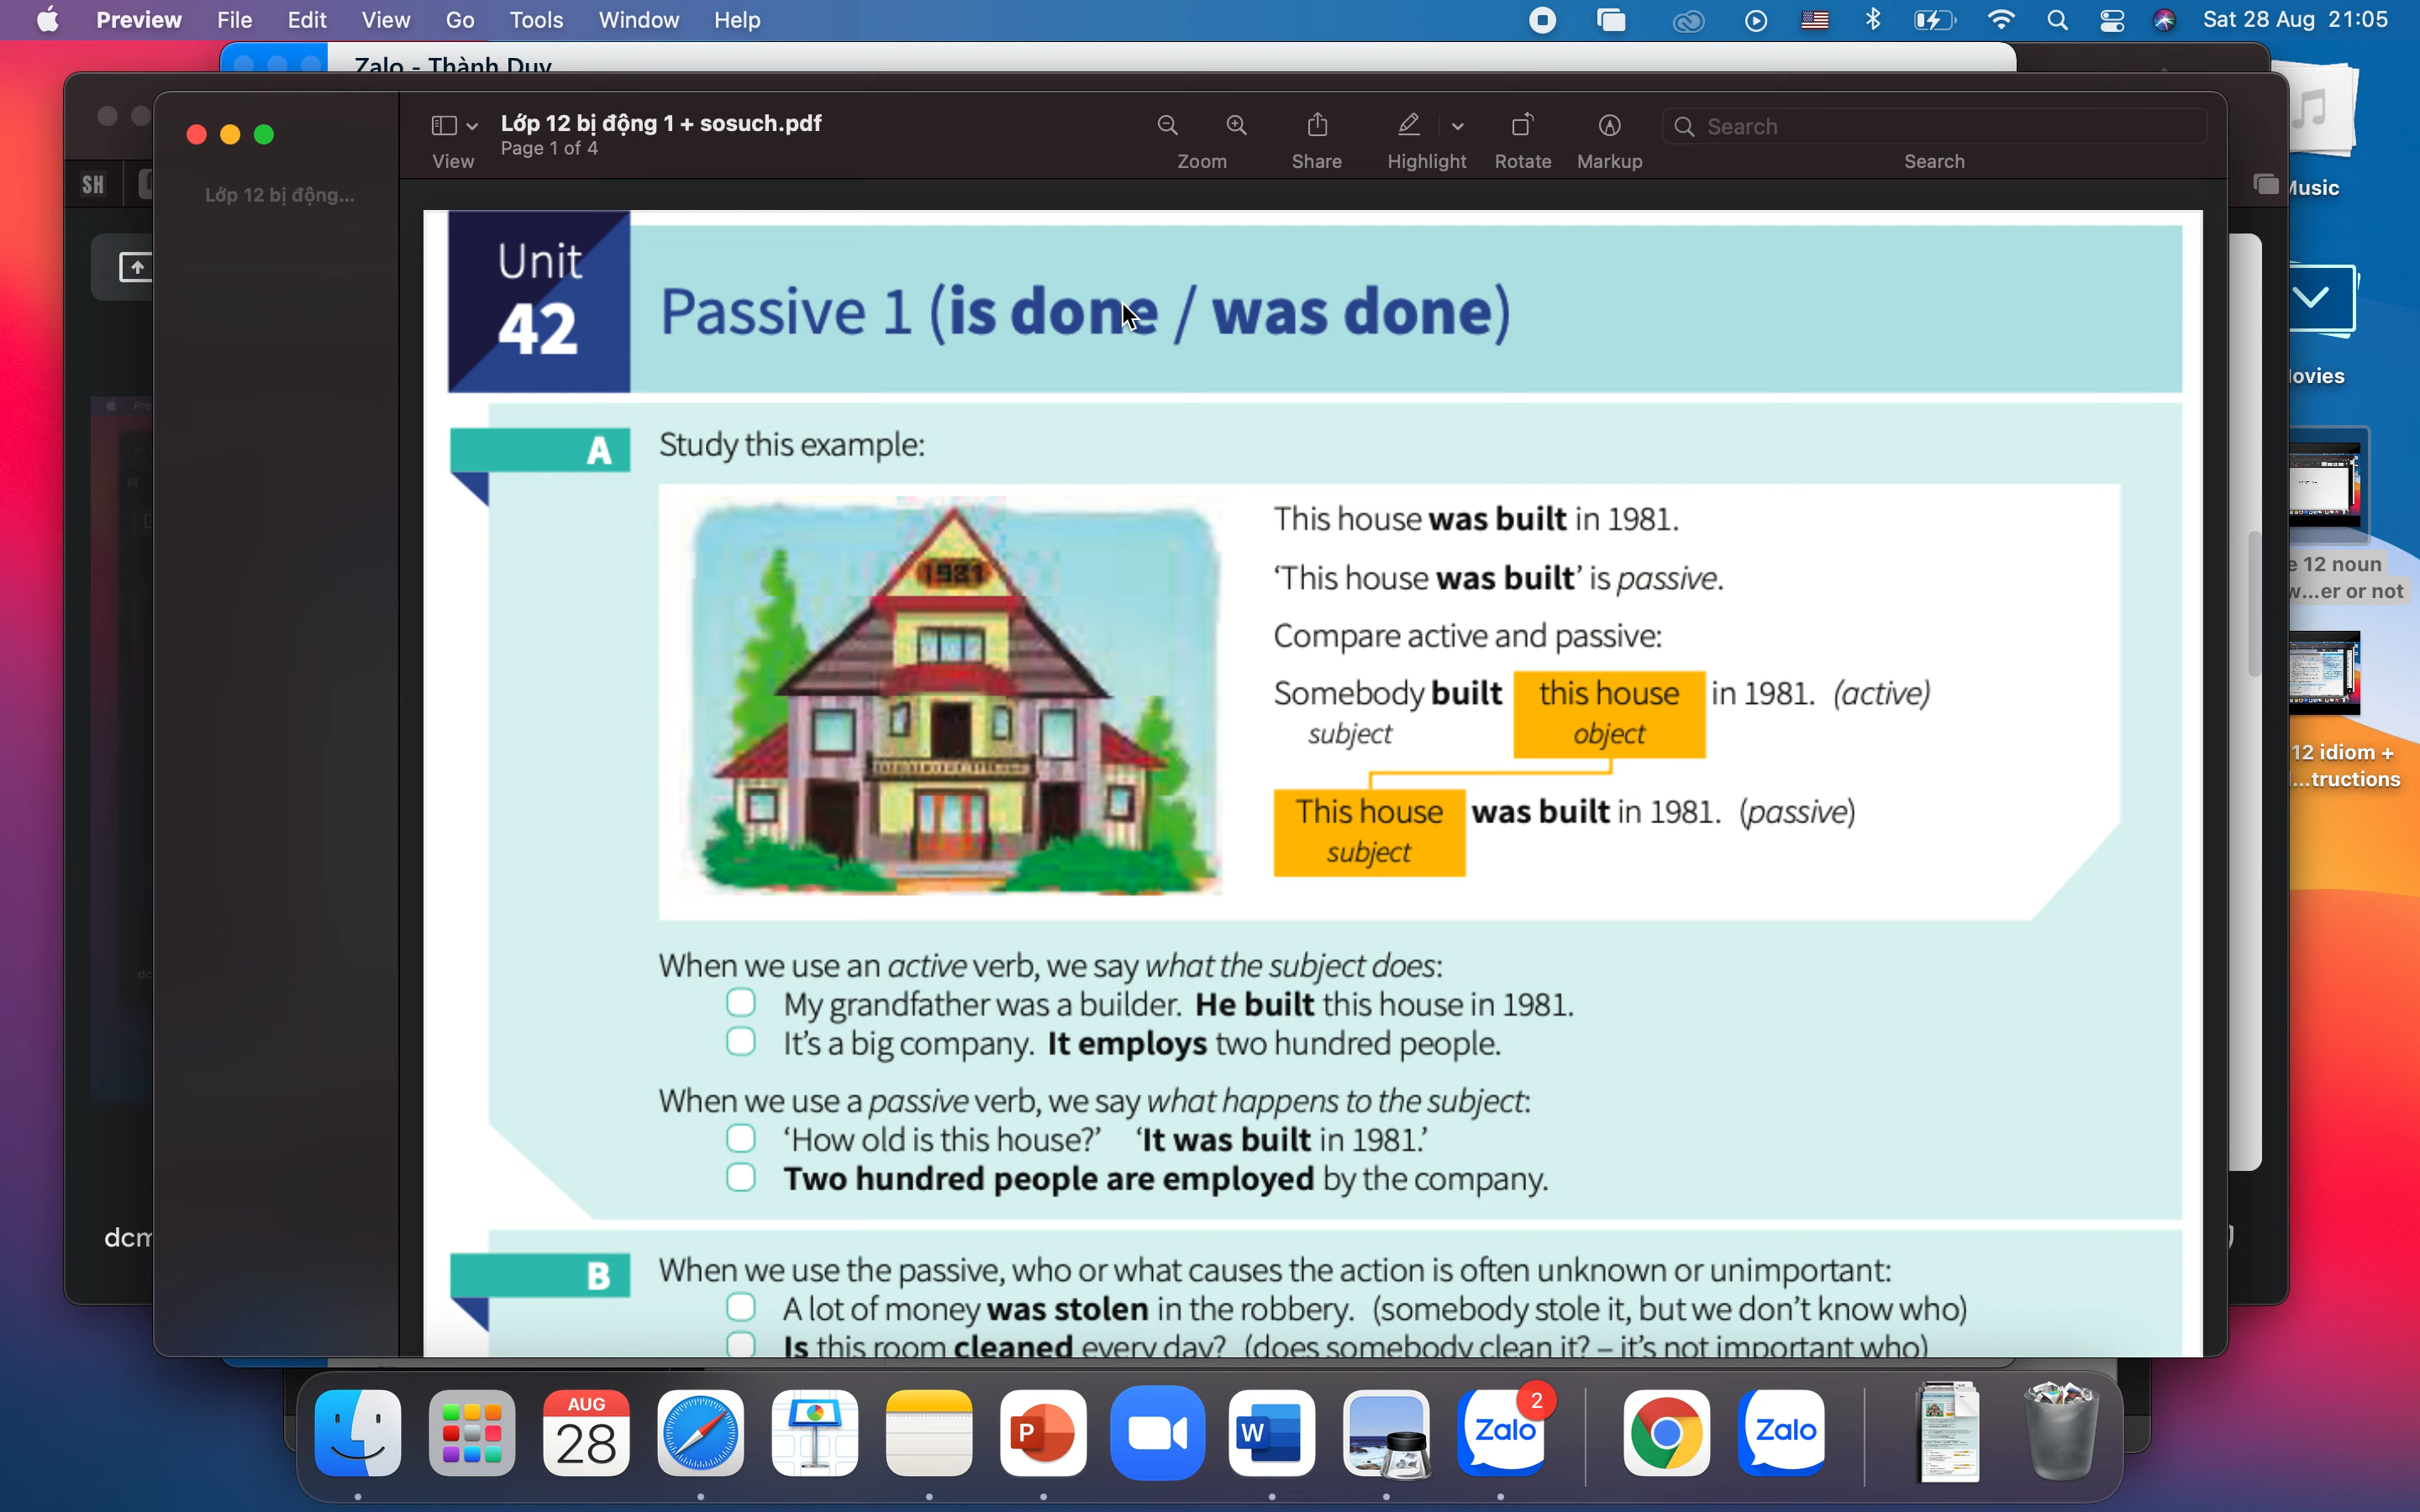 Preview File Edit View Go Tools Window Help Sat 28 Aug 21:05
Zalo - Thành Duy
Lớp 12 bị động 1 + sosuch.pdf
Page 1 of 4
View Zoom Share Highlight Rotate Markup Search
Search
SH
Lớp 12 bị động...
Unit
42
Passive 1 (is done / was done)
A
Study this example:
1981
This house was built in 1981.
‘This house was built’ is passive.
Compare active and passive:
Somebody built this house in 1981. (active)
subject object
This house was built in 1981. (passive)
subject
When we use an active verb, we say what the subject does:
My grandfather was a builder. He built this house in 1981.
It’s a big company. It employs two hundred people.
When we use a passive verb, we say what happens to the subject:
‘How old is this house?’ ‘It was built in 1981.’
Two hundred people are employed by the company.
B
When we use the passive, who or what causes the action is often unknown or unimportant:
A lot of money was stolen in the robbery. (somebody stole it, but we don’t know who)
Is this room cleaned every day? (does somebody clean it? – it’s not important who)
Music
ovies
e 12 noun
w...er or not
12 idiom +
...tructions
dcm
AUG
28
P
W
Zalo
2
Zalo